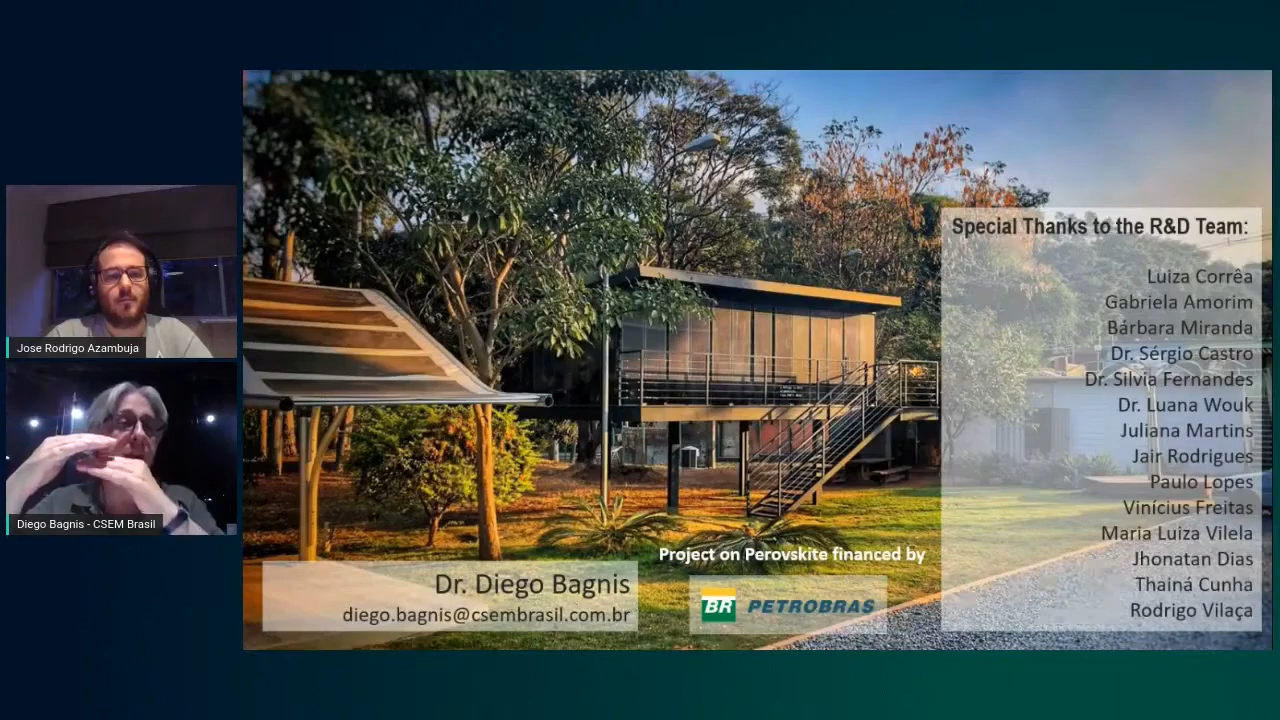 Jose Rodrigo Azambuja
Diego Bagnis - CSEM Brasil
Special Thanks to the R&D Team:
Luiza Corrêa
Gabriela Amorim
Bárbara Miranda
Dr. Sérgio Castro
Dr. Silvia Fernandes
Dr. Luana Wouk
Juliana Martins
Jair Rodrigues
Paulo Lopes
Vinícius Freitas
Maria Luiza Vilela
Jhonatan Dias
Thainá Cunha
Rodrigo Vilaça
Project on Perovskite financed by
BR PETROBRAS
Dr. Diego Bagnis
diego.bagnis@csembrasil.com.br